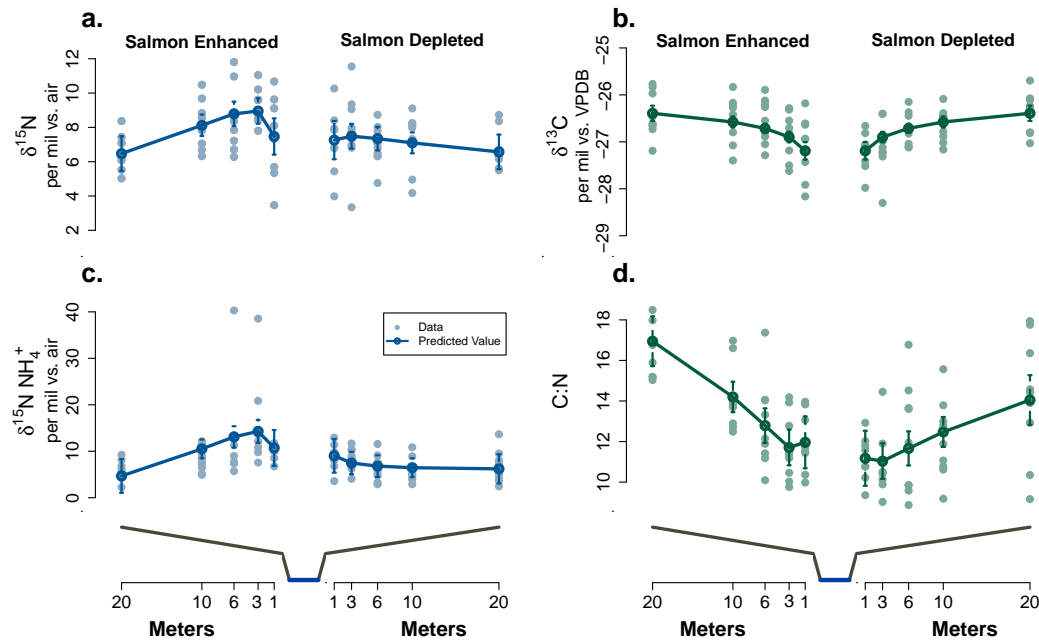 a.
Salmon Enhanced
Salmon Depleted
δ¹⁵N
per mil vs. air
12
10
8
6
4
2
b.
Salmon Enhanced
Salmon Depleted
δ¹³C
per mil vs. VPDB
−25
−26
−27
−28
−29
c.
δ¹⁵N NH₄⁺
per mil vs. air
40
30
20
10
0
Data
Predicted Value
d.
C:N
18
16
14
12
10
20 10 6 3 1 1 3 6 10 20
Meters Meters
20 10 6 3 1 1 3 6 10 20
Meters Meters